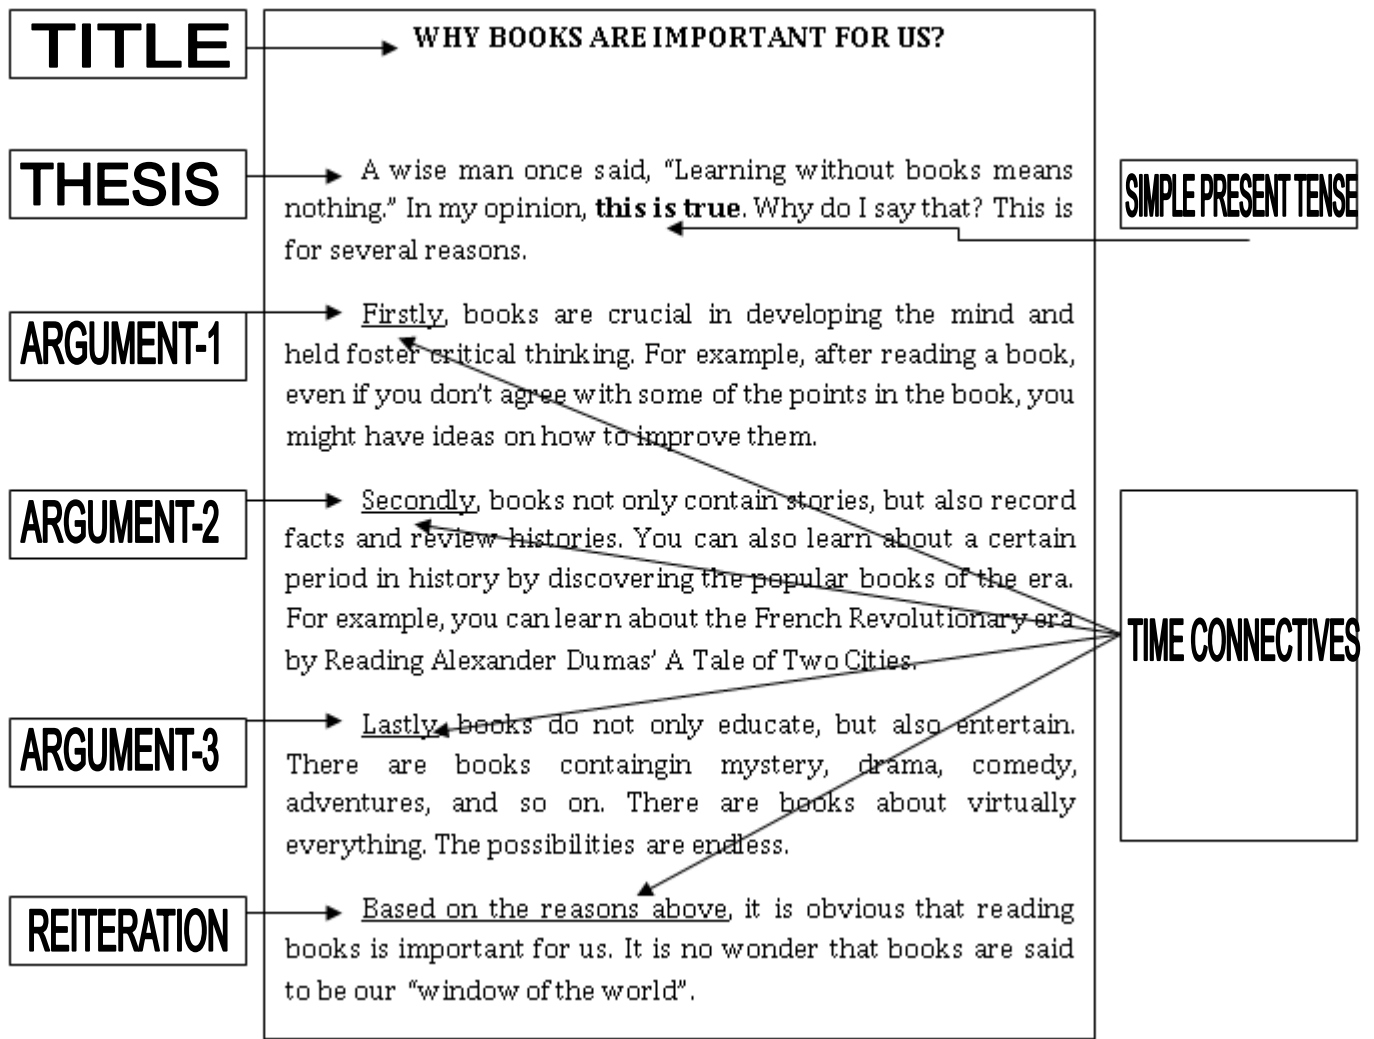 TITLE
WHY BOOKS ARE IMPORTANT FOR US?
THESIS
A wise man once said, “Learning without books means
nothing.” In my opinion, this is true. Why do I say that? This is
for several reasons.
SIMPLE PRESENT TENSE
ARGUMENT-1
Firstly, books are crucial in developing the mind and
held foster critical thinking. For example, after reading a book,
even if you don’t agree with some of the points in the book, you
might have ideas on how to improve them.
ARGUMENT-2
Secondly, books not only contain stories, but also record
facts and review histories. You can also learn about a certain
period in history by discovering the popular books of the era.
For example, you can learn about the French Revolutionary era
by Reading Alexander Dumas’ A Tale of Two Cities.
TIME CONNECTIVES
ARGUMENT-3
Lastly, books do not only educate, but also entertain.
There are books containgin mystery, drama, comedy,
adventures, and so on. There are books about virtually
everything. The possibilities are endless.
REITERATION
Based on the reasons above, it is obvious that reading
books is important for us. It is no wonder that books are said
to be our “window of the world”.